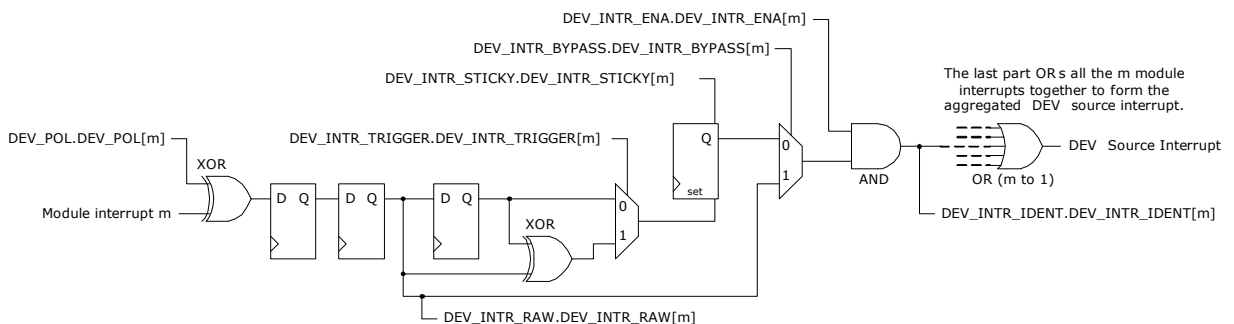 DEV_INTR_ENA.DEV_INTR_ENA[m]
DEV_INTR_BYPASS.DEV_INTR_BYPASS[m]
DEV_INTR_STICKY.DEV_INTR_STICKY[m]
The last part ORs all the m module
interrupts together to form the
aggregated DEV source interrupt.
DEV_POL.DEV_POL[m]
DEV_INTR_TRIGGER.DEV_INTR_TRIGGER[m]
XOR
Module interrupt m
D Q
D Q
D Q
XOR
0
1
Q
set
0
1
AND
OR (m to 1)
DEV Source Interrupt
DEV_INTR_IDENT.DEV_INTR_IDENT[m]
DEV_INTR_RAW.DEV_INTR_RAW[m]